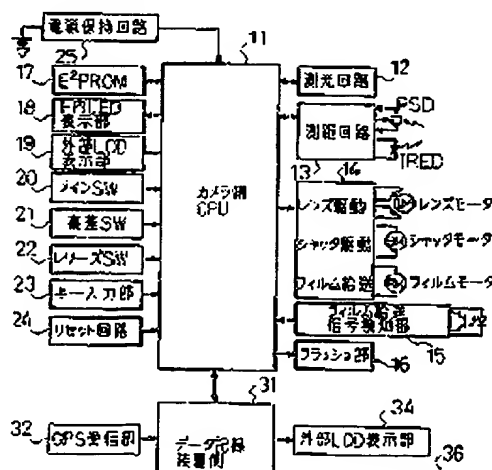 電源保持回路
25
11
17 E²PROM
12 測光回路
18 F内LED
表示部
PSD
測距回路
IRED
13
19 外部LCD
表示部
20 メインSW
カメラ側
CPU
レンズ駆動 レンズモータ
21
シャッタ駆動 シャッタモータ
22 レリーズSW
フィルム給送 フィルムモータ
23 キー入力部
24 リセット回路
フィルム給送
信号検知部
15
フラッシュ部
16
31
32 GPS受信部
データ記録
装置側
34
外部LCD表示部
36